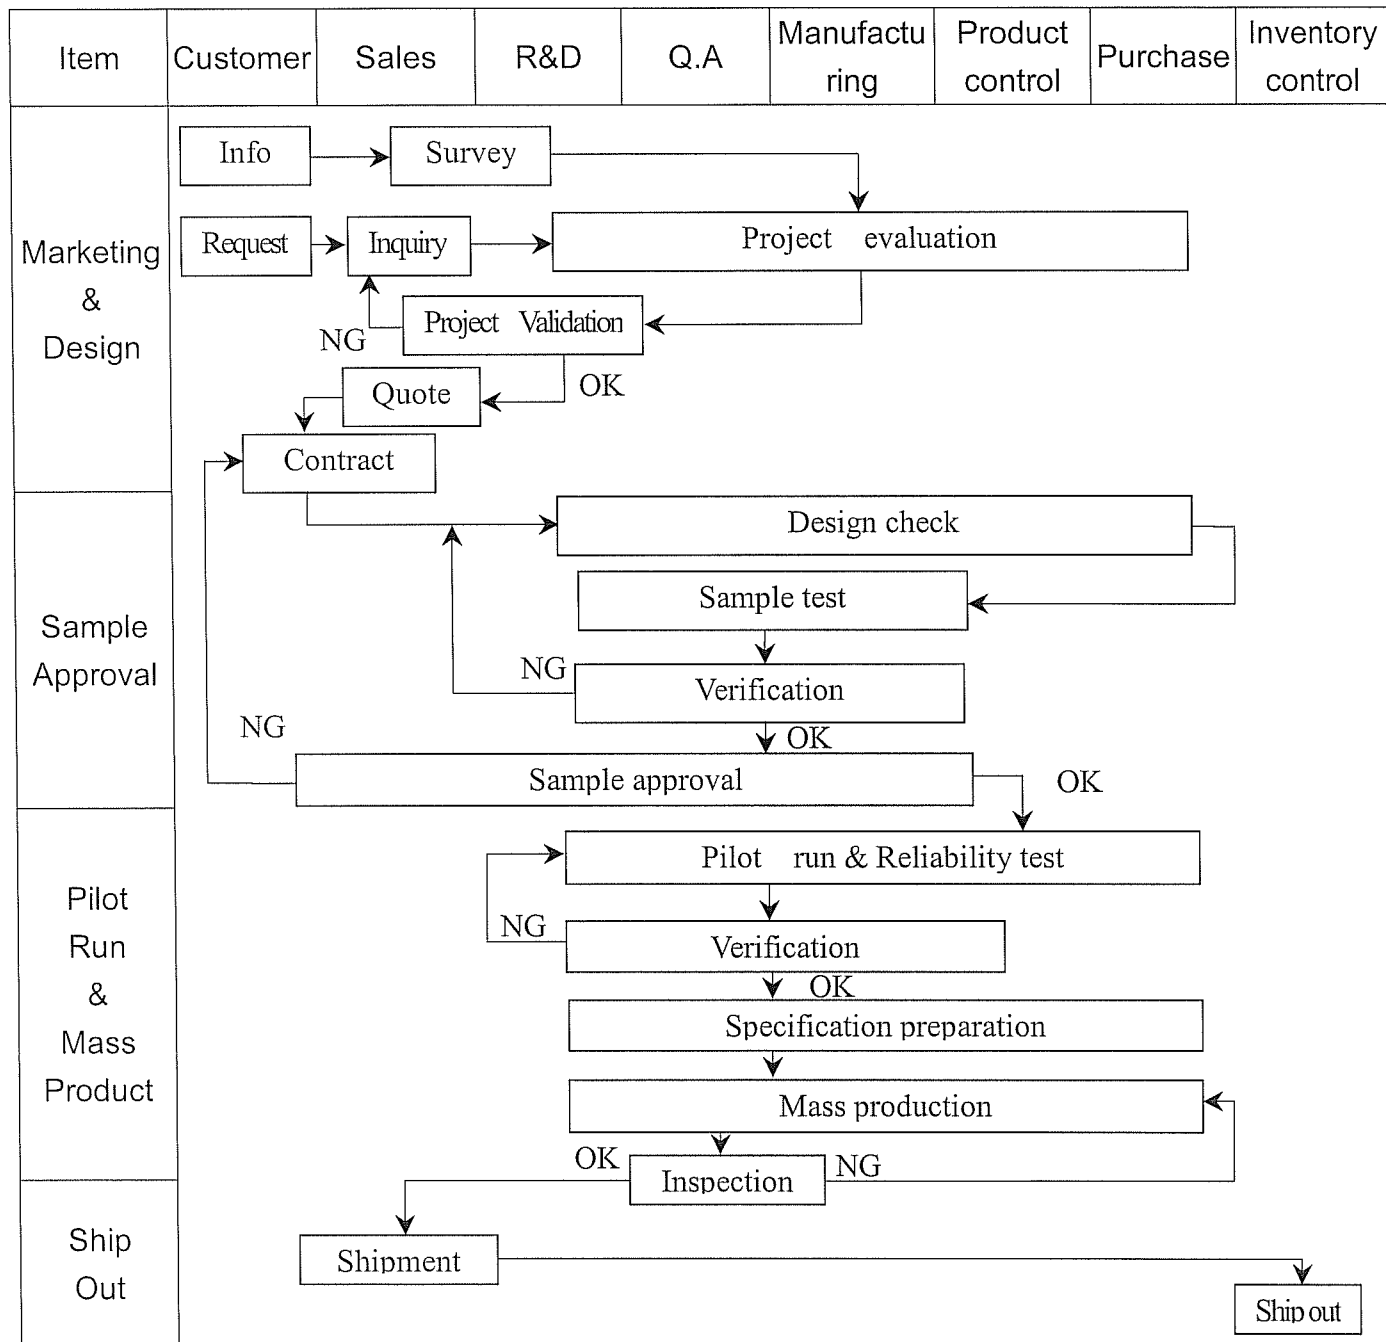 Item
Customer
Sales
R&D
Q.A
Manufactu
ring
Product
control
Purchase
Inventory
control
Marketing
&
Design
Info
Survey
Request
Inquiry
Project evaluation
NG
Project Validation
Quote
OK
Contract
Sample
Approval
Design check
Sample test
NG
Verification
NG
OK
Sample approval
OK
Pilot
Run
&
Mass
Product
Pilot run & Reliability test
NG
Verification
OK
Specification preparation
Mass production
OK
Inspection
NG
Ship
Out
Shipment
Ship out